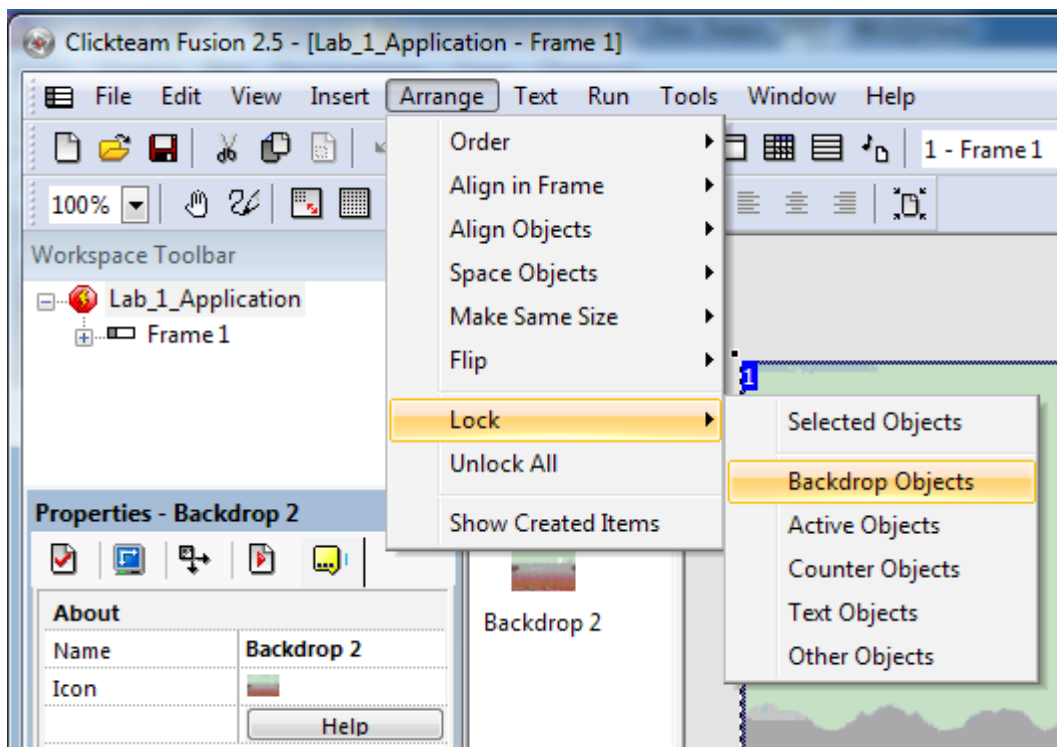 Clickteam Fusion 2.5 - [Lab_1_Application - Frame 1]
File Edit View Insert Arrange Text Run Tools Window Help
1 - Frame 1
100%
Workspace Toolbar
Lab_1_Application
Frame 1
Order
Align in Frame
Align Objects
Space Objects
Make Same Size
Flip
Lock
Unlock All
Show Created Items
1
Selected Objects
Backdrop Objects
Active Objects
Counter Objects
Text Objects
Other Objects
Properties - Backdrop 2
About
Name Backdrop 2
Icon
Help
Backdrop 2